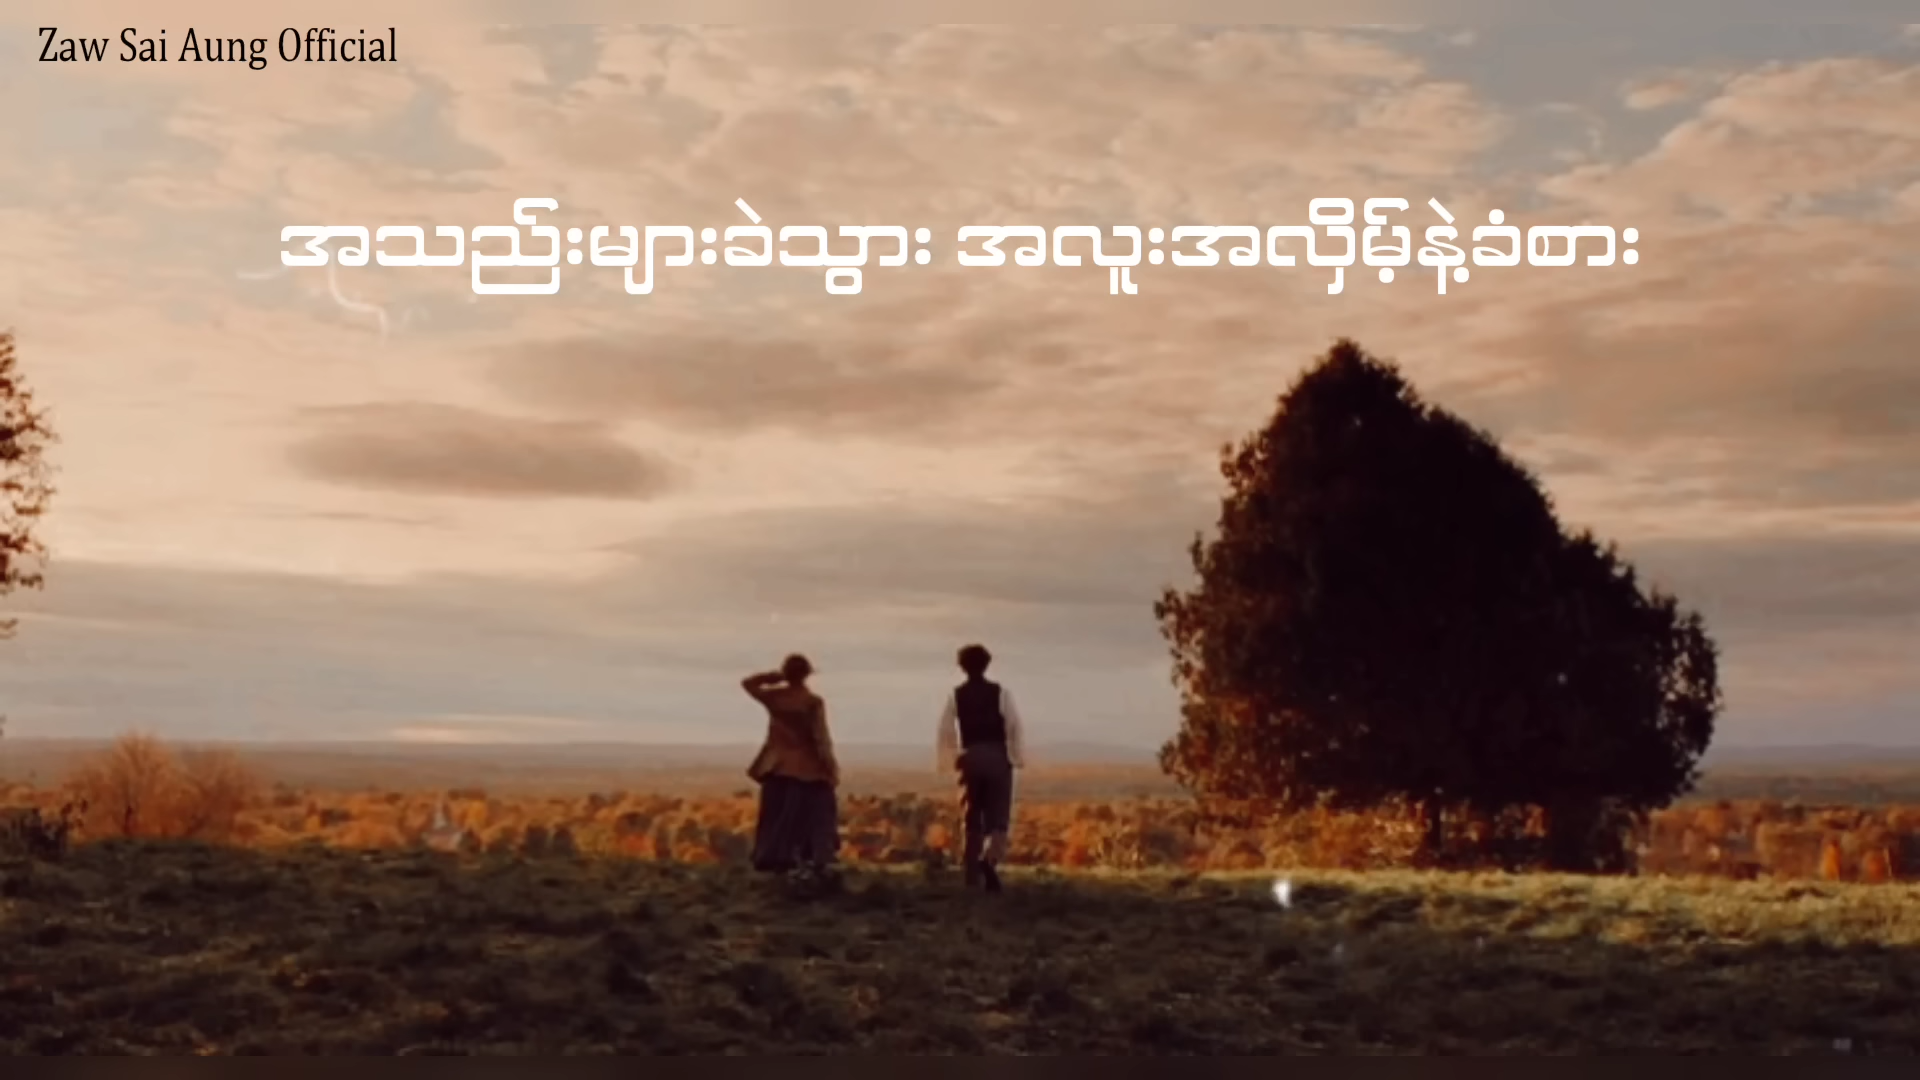 Zaw Sai Aung Official
အသည်းများခဲသွား အလူးအလှိမ့်နဲ့ခံစား